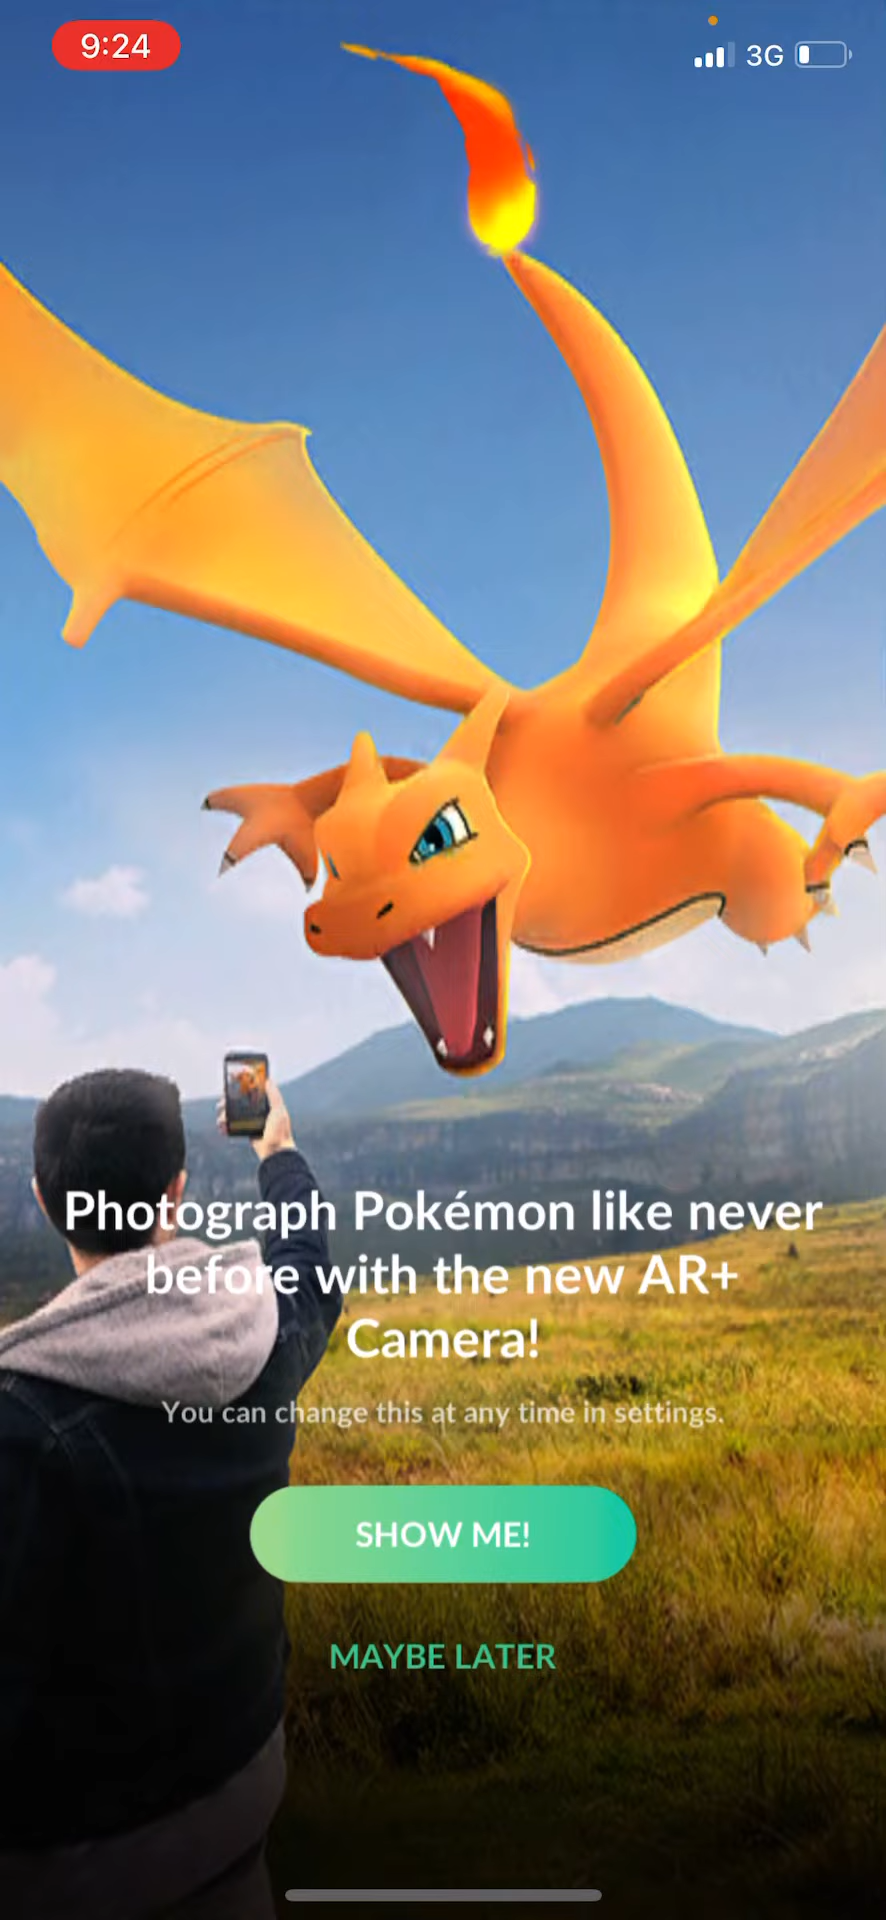 9:24
3G
Photograph Pokémon like never
before with the new AR+
Camera!
You can change this at any time in settings.
SHOW ME!
MAYBE LATER